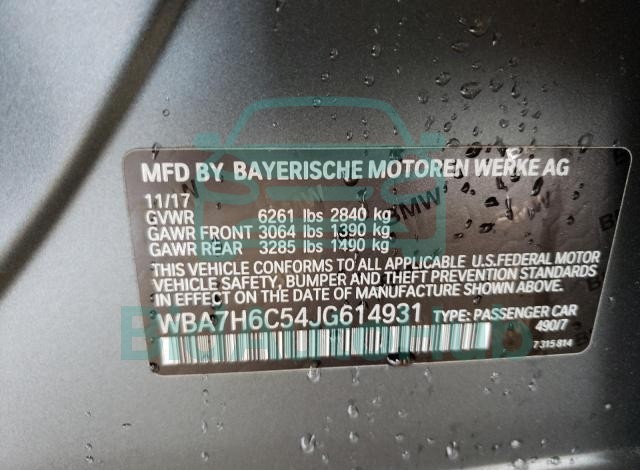 MFD BY BAYERISCHE MOTOREN WERKE AG
11/17
GVWR 6261 lbs 2840 kg
GAWR FRONT 3064 lbs 1390 kg
GAWR REAR 3285 lbs 1490 kg
THIS VEHICLE CONFORMS TO ALL APPLICABLE U.S.FEDERAL MOTOR
VEHICLE SAFETY, BUMPER AND THEFT PREVENTION STANDARDS
IN EFFECT ON THE DATE OF MANUFACTURE SHOWN ABOVE.
WBA7H6C54JG614931 TYPE: PASSENGER CAR
490/7
7 315 814
BMW